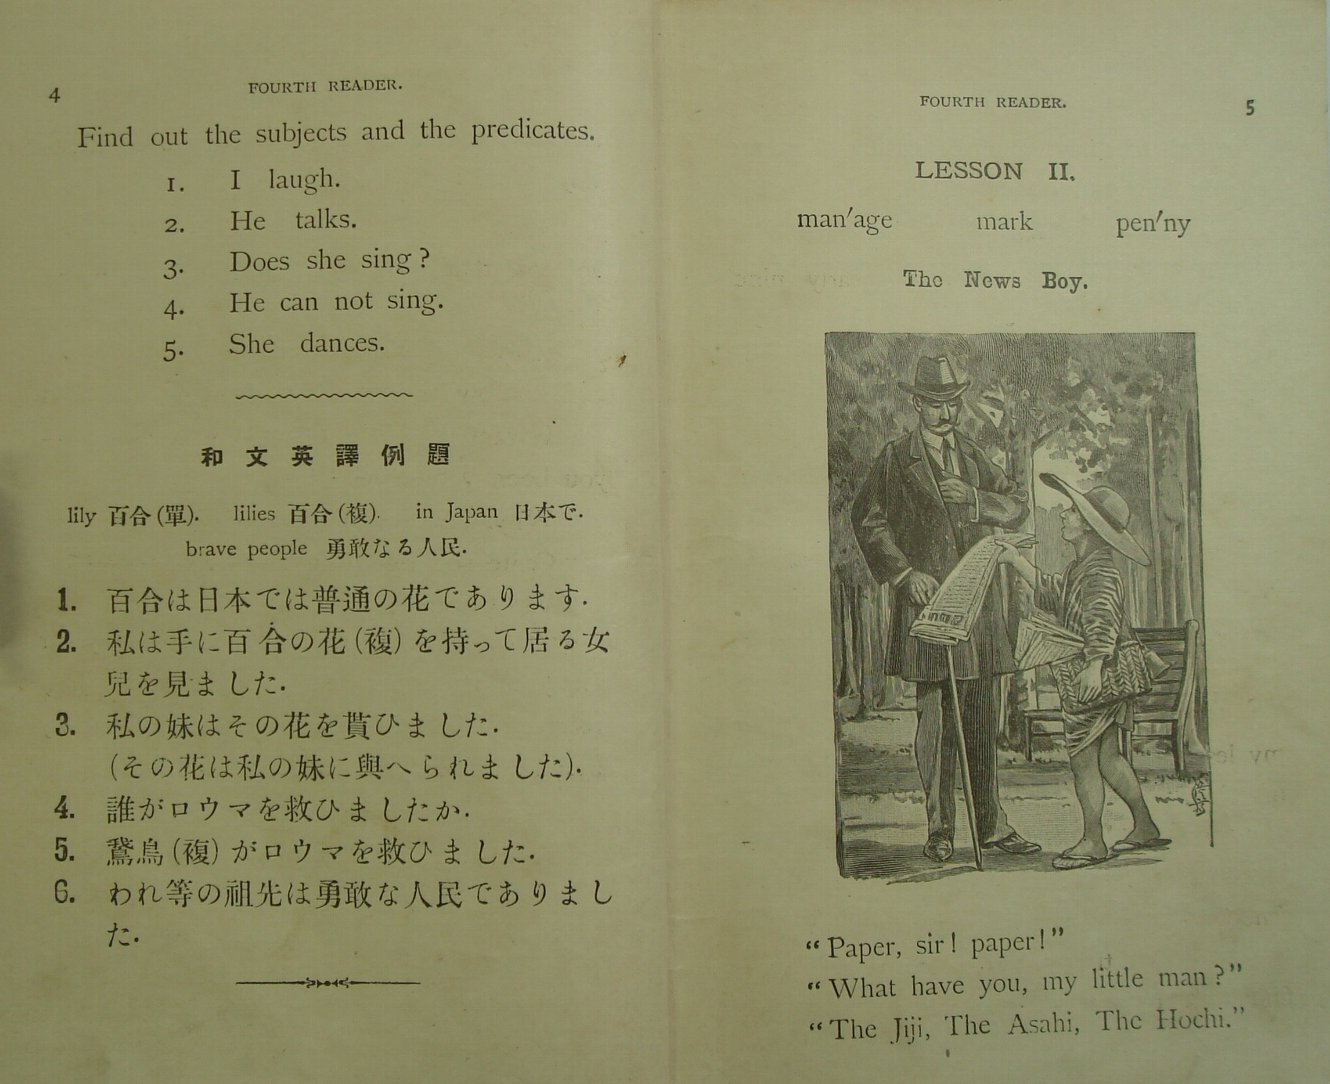 4
FOURTH READER.
Find out the subjects and the predicates.
1. I laugh.
2. He talks.
3. Does she sing?
4. He can not sing.
5. She dances.
和文英譯例題
lily 百合(單). lilies 百合(複). in Japan 日本で.
brave people 勇敢なる人民.
1. 百合は日本では普通の花であります.
2. 私は手に百合の花(複)を持って居る女
兒を見ました.
3. 私の妹はその花を貰ひました.
(その花は私の妹に與へられました).
4. 誰がロウマを救ひましたか.
5. 鵞鳥(複)がロウマを救ひました.
6. われ等の祖先は勇敢な人民でありまし
た.
FOURTH READER.
5
LESSON II.
man′age mark pen′ny
The News Boy.
“Paper, sir! paper!”
“What have you, my little man?”
“The Jiji, The Asahi, The Hochi.”